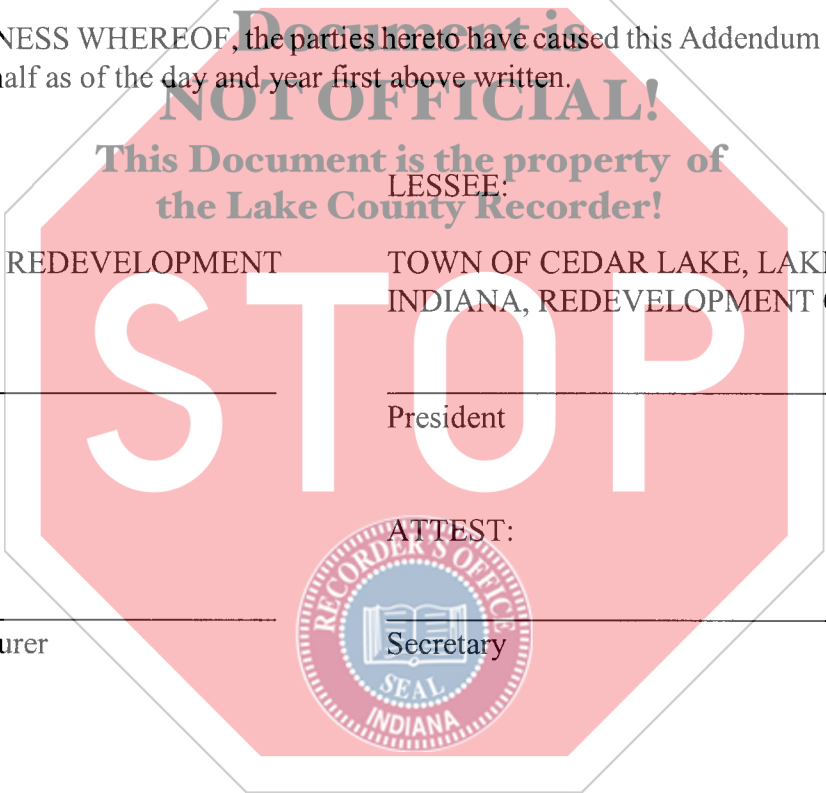 NESS WHEREOF, the parties hereto have caused this Addendum
half as of the day and year first above written.
Document is
NOT OFFICIAL!
This Document is the property of
the Lake County Recorder!
LESSEE:
REDEVELOPMENT
TOWN OF CEDAR LAKE, LAKE
INDIANA, REDEVELOPMENT
STOP
President
ATTEST:
urer
Secretary
RECORDER'S OFFICE
SEAL
INDIANA